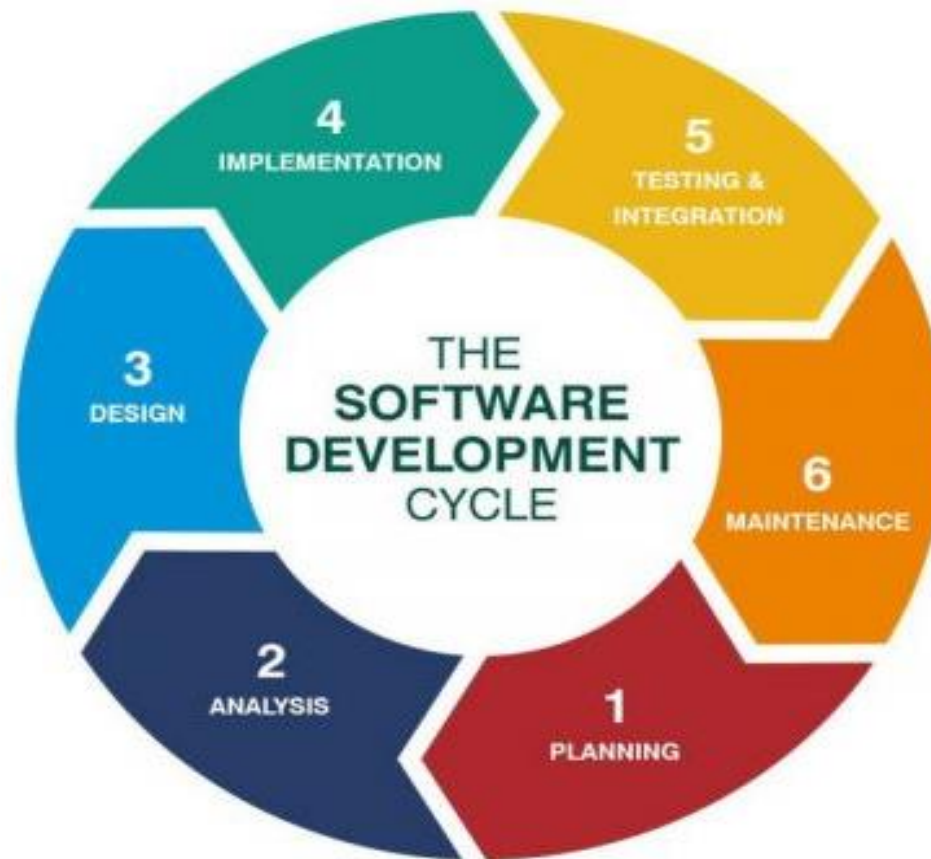 THE
SOFTWARE
DEVELOPMENT
CYCLE
1
PLANNING
2
ANALYSIS
3
DESIGN
4
IMPLEMENTATION
5
TESTING &
INTEGRATION
6
MAINTENANCE